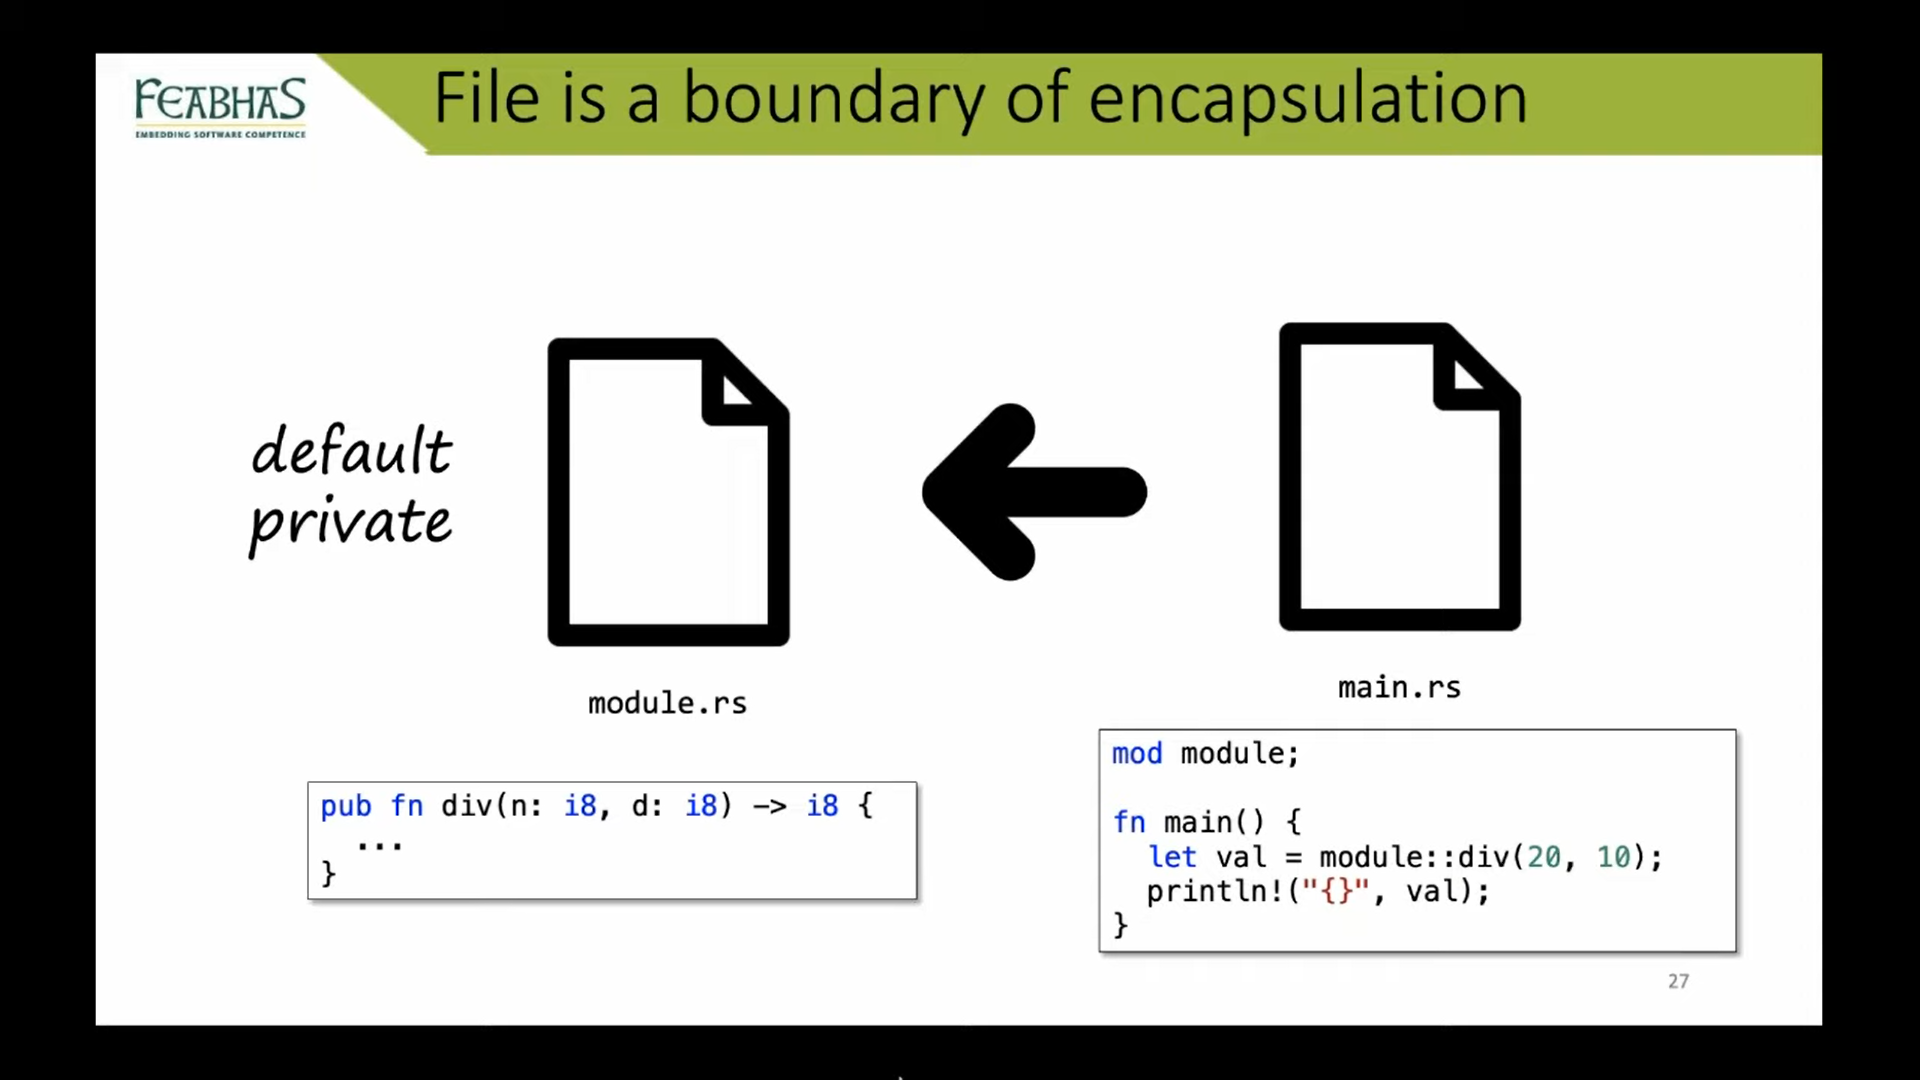 FEABHAS
EMBEDDING SOFTWARE COMPETENCE
File is a boundary of encapsulation
default
private
module.rs
main.rs
pub fn div(n: i8, d: i8) -> i8 {
  ...
}
mod module;
fn main() {
  let val = module::div(20, 10);
  println!("{}", val);
}
27